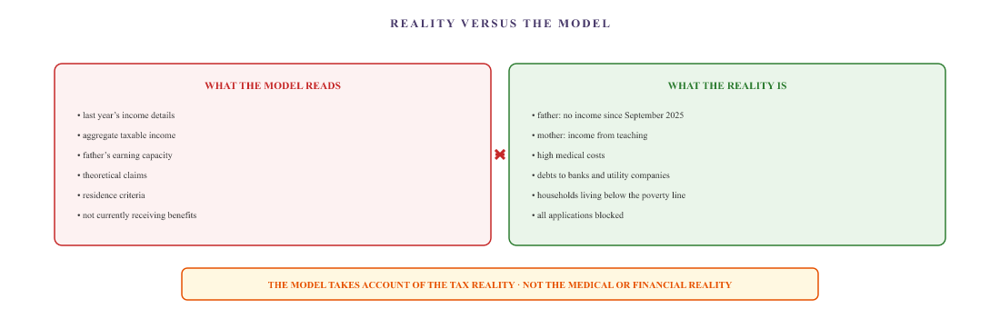 REALITY VERSUS THE MODEL
WHAT THE MODEL READS
• last year’s income details
• aggregate taxable income
• father’s earning capacity
• theoretical claims
• residence criteria
• not currently receiving benefits
WHAT THE REALITY IS
• father: no income since September 2025
• mother: income from teaching
• high medical costs
• debts to banks and utility companies
• households living below the poverty line
• all applications blocked
THE MODEL TAKES ACCOUNT OF THE TAX REALITY · NOT THE MEDICAL OR FINANCIAL REALITY